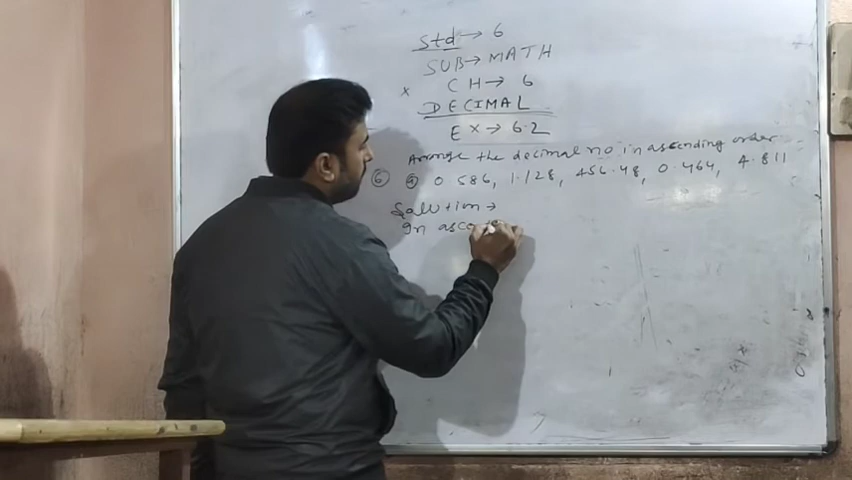 Std → 6
SUB → MATH
CH → 6
DECIMAL
Ex → 6.2
Arrange the decimal no in ascending order
6 a 0.586, 1.128, 456.48, 0.464, 4.811
Solution →
In asce